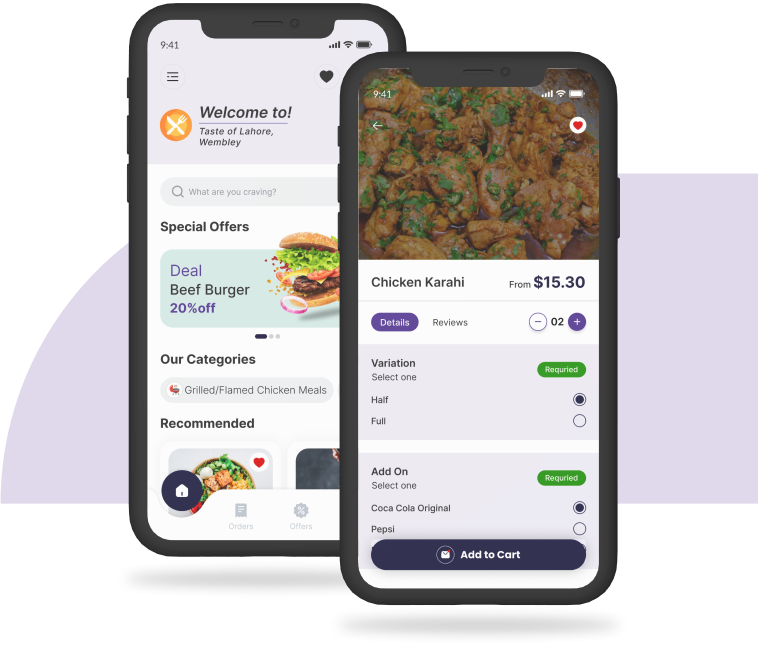 9:41
Welcome to!
Taste of Lahore,
Wembley
What are you craving?
Special Offers
Deal
Beef Burger
20%off
Our Categories
Grilled/Flamed Chicken Meals
Recommended
Orders
Offers
9:41
Chicken Karahi
From $15.30
Details
Reviews
02
Variation
Select one
Requried
Half
Full
Add On
Select one
Requried
Coca Cola Original
Pepsi
Add to Cart